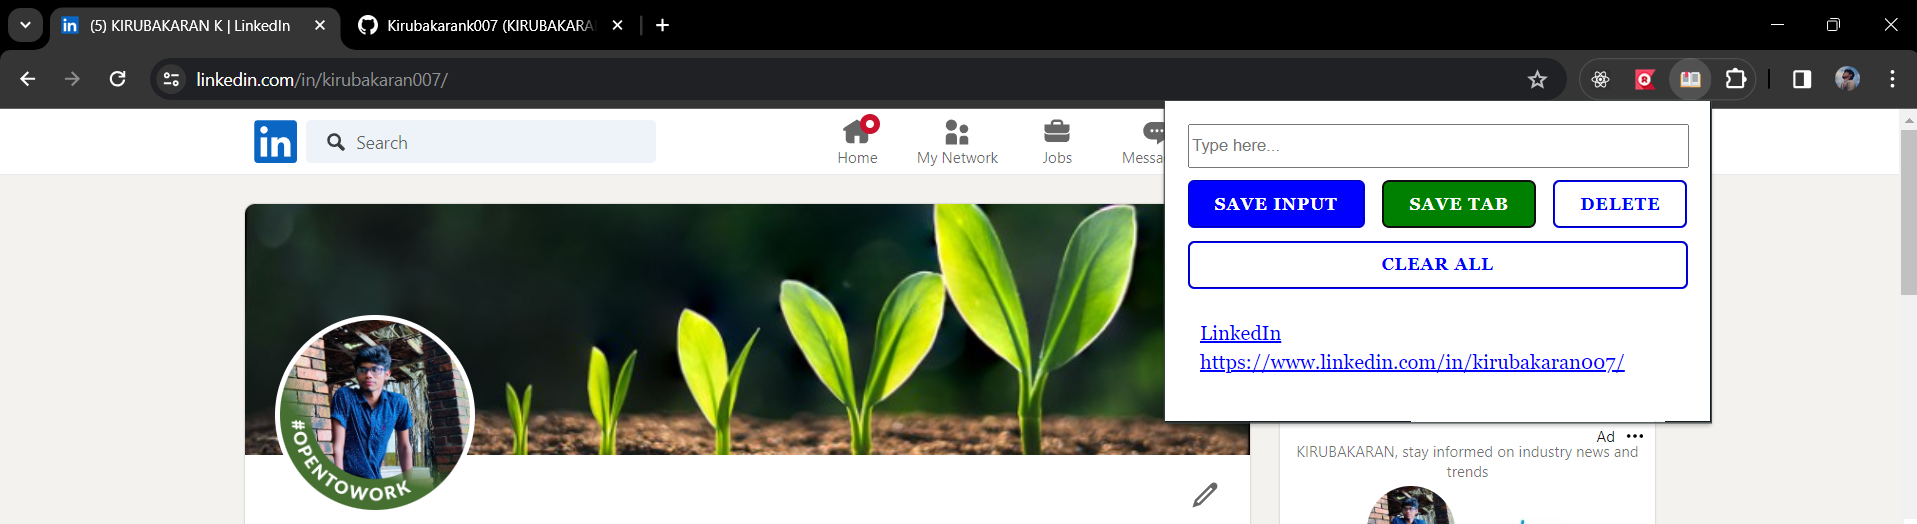 (5) KIRUBAKARAN K | LinkedIn
Kirubakarank007 (KIRUBAKARA
linkedin.com/in/kirubakaran007/
in
Search
Home
My Network
Jobs
Messa
Type here...
SAVE INPUT
SAVE TAB
DELETE
CLEAR ALL
LinkedIn
https://www.linkedin.com/in/kirubakaran007/
#OPENTOWORK
Ad
KIRUBAKARAN, stay informed on industry news and
trends